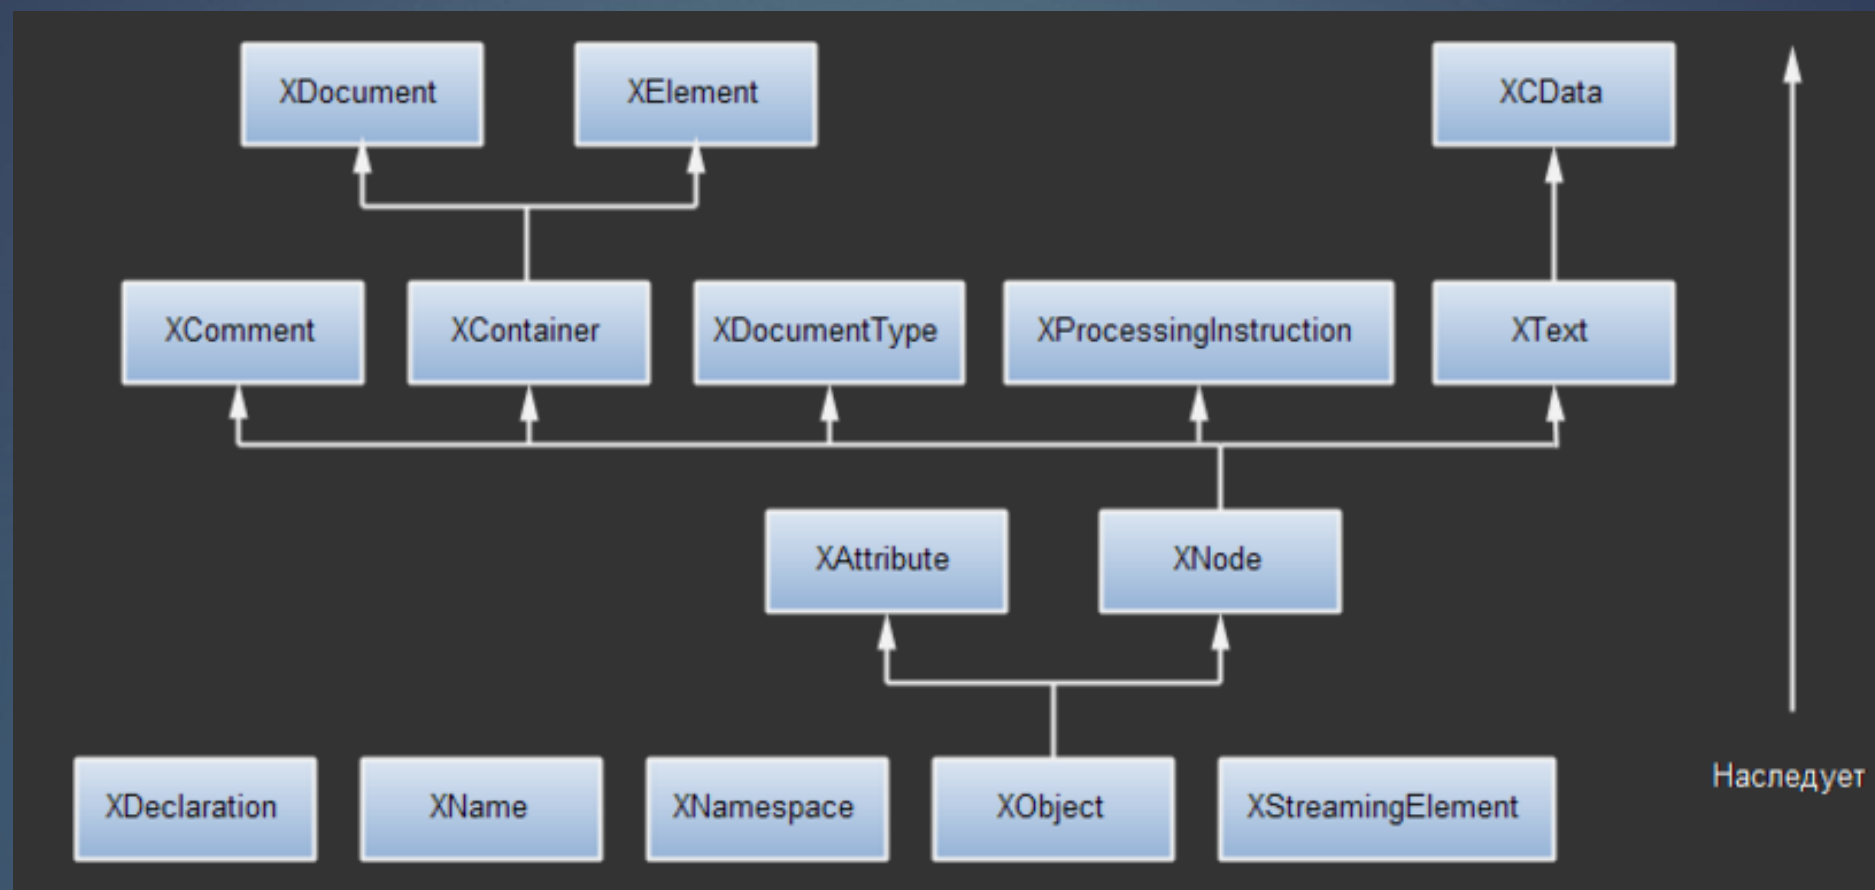 XDocument
XElement
XCData
XComment
XContainer
XDocumentType
XProcessingInstruction
XText
XAttribute
XNode
Наследует
XDeclaration
XName
XNamespace
XObject
XStreamingElement